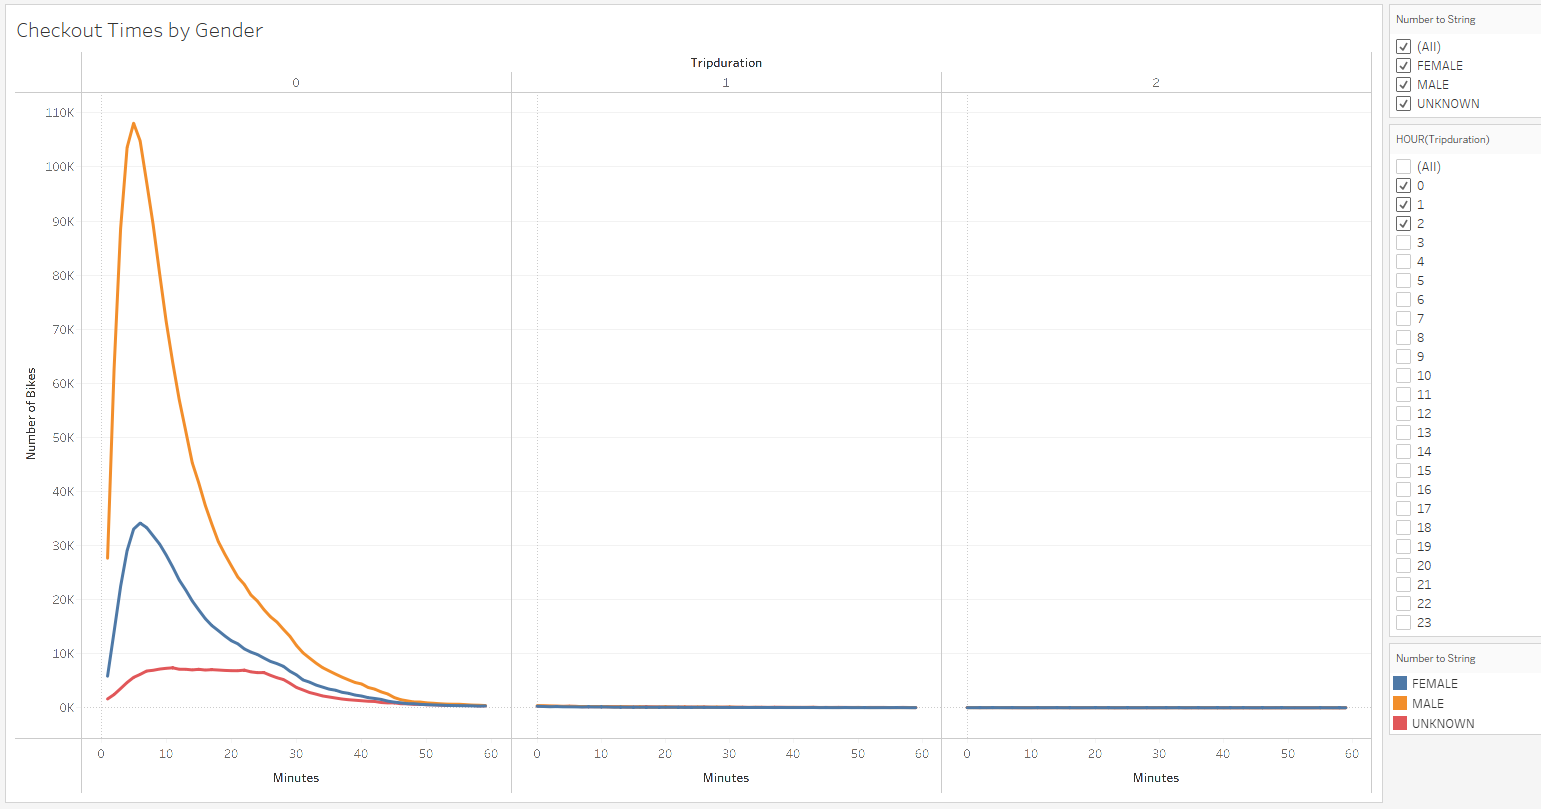 Checkout Times by Gender
Tripduration
0 1 2
110K
100K
90K
80K
70K
60K
50K
40K
30K
20K
10K
0K
Number of Bikes
0 10 20 30 40 50 60 0 10 20 30 40 50 60 0 10 20 30 40 50 60
Minutes Minutes Minutes
Number to String
(All)
FEMALE
MALE
UNKNOWN
HOUR(Tripduration)
(All)
0
1
2
3
4
5
6
7
8
9
10
11
12
13
14
15
16
17
18
19
20
21
22
23
Number to String
FEMALE
MALE
UNKNOWN